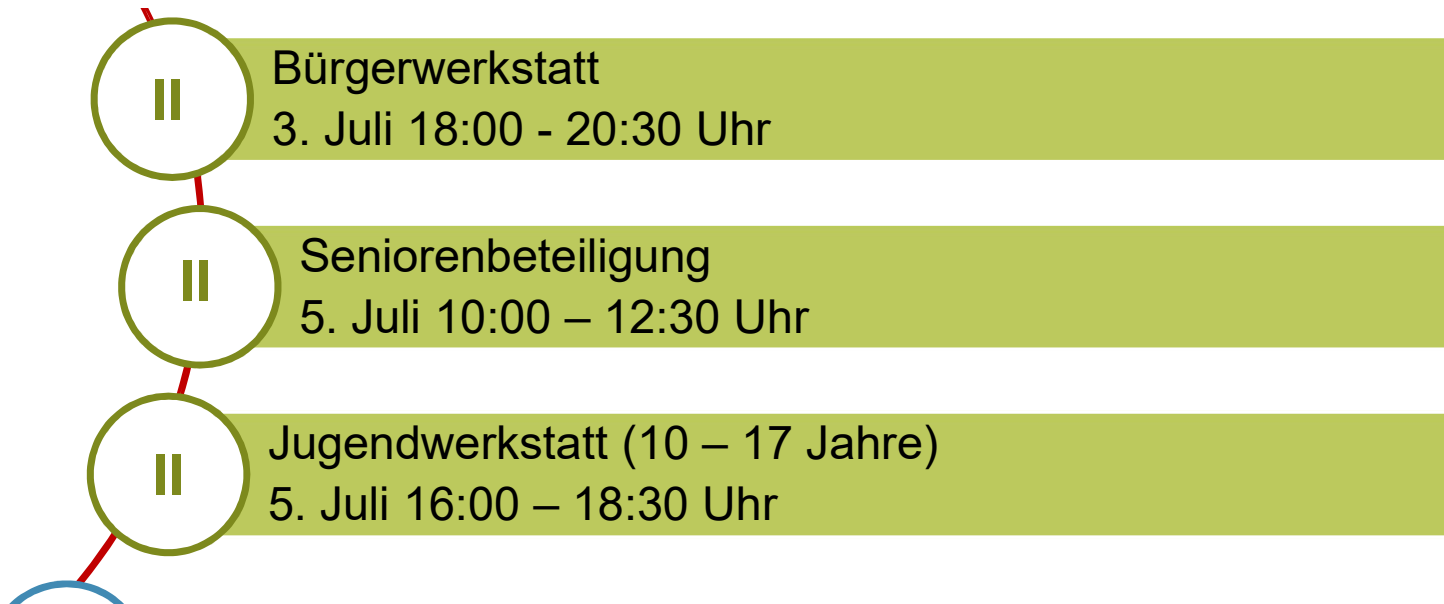 II
Bürgerwerkstatt
3. Juli 18:00 - 20:30 Uhr
II
Seniorenbeteiligung
5. Juli 10:00 – 12:30 Uhr
II
Jugendwerkstatt (10 – 17 Jahre)
5. Juli 16:00 – 18:30 Uhr